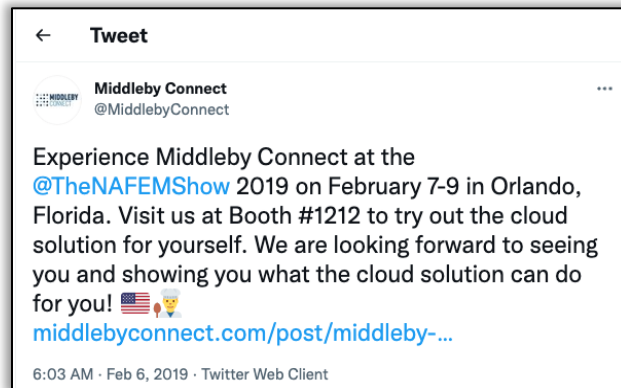 ← Tweet
MIDDLEBY
CONNECT
Middleby Connect
@MiddlebyConnect
Experience Middleby Connect at the
@TheNAFEMShow 2019 on February 7-9 in Orlando,
Florida. Visit us at Booth #1212 to try out the cloud
solution for yourself. We are looking forward to seeing
you and showing you what the cloud solution can do
for you! 🇺🇸👨‍🍳
middlebyconnect.com/post/middleby-...
6:03 AM · Feb 6, 2019 · Twitter Web Client